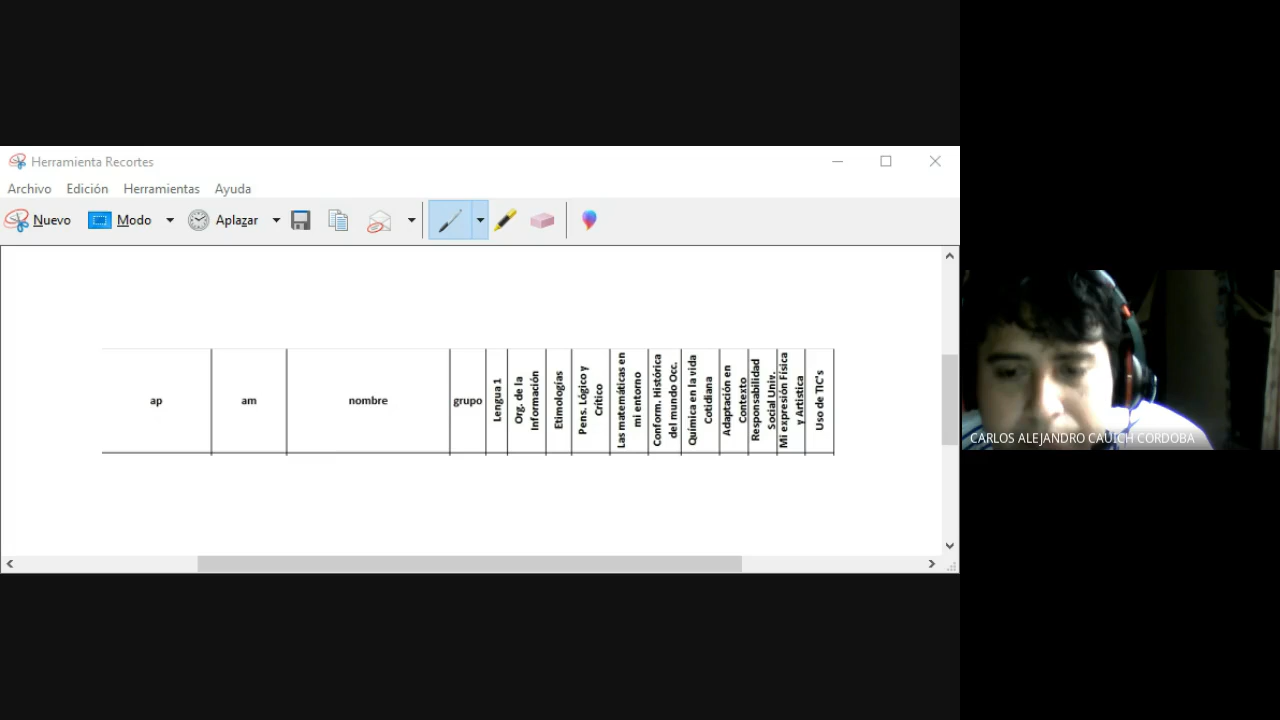 Herramienta Recortes
Archivo Edición Herramientas Ayuda
Nuevo Modo Aplazar
ap
am
nombre
grupo
Lengua 1
Org. de la
Información
Etimologías
Pens. Lógico y
Crítico
Las matemáticas en
mi entorno
Conform. Histórica
del mundo Occ.
Química en la vida
Cotidiana
Adaptación en
Contexto
Responsabilidad
Social Univ.
Mi expresión Física
y Artistica
Uso de TIC's
CARLOS ALEJANDRO CAUICH CORDOBA